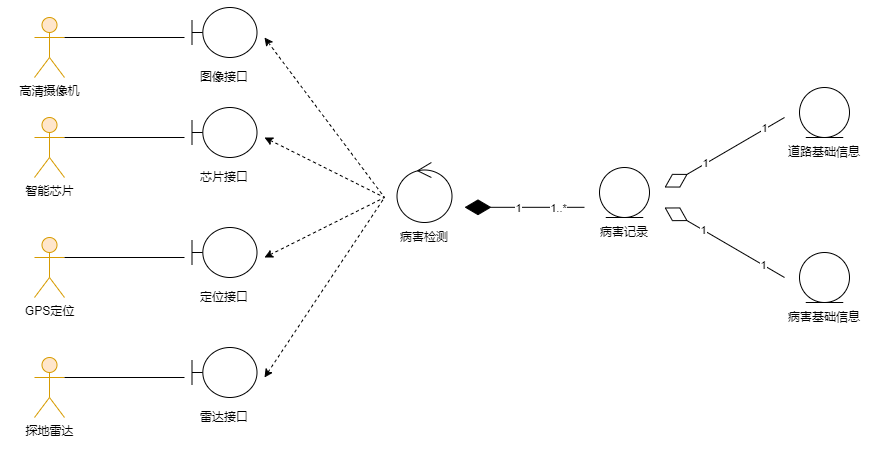 高清摄像机
图像接口
智能芯片
芯片接口
GPS定位
定位接口
探地雷达
雷达接口
病害检测
1
1..*
病害记录
1
1
道路基础信息
1
1
病害基础信息